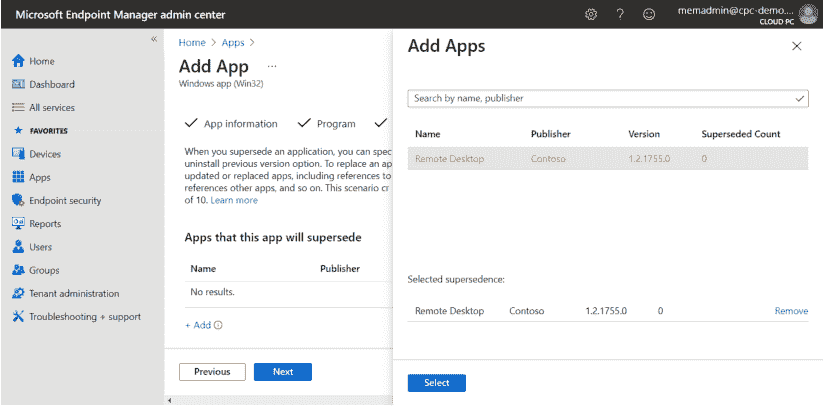 Microsoft Endpoint Manager admin center
memadmin@cpc-demo....
CLOUD PC
«
Home
Dashboard
All services
FAVORITES
Devices
Apps
Endpoint security
Reports
Users
Groups
Tenant administration
Troubleshooting + support
Home > Apps >
Add App ...
Windows app (Win32)
App information
Program
When you supersede an application, you can spec
uninstall previous version option. To replace an ap
updated or replaced apps, including references to
references other apps, and so on. This scenario cr
of 10. Learn more
Apps that this app will supersede
Name Publisher
No results.
+ Add
Previous Next
Add Apps
Search by name, publisher
Name Publisher Version Superseded Count
Remote Desktop Contoso 1.2.1755.0 0
Selected supersedence:
Remote Desktop Contoso 1.2.1755.0 0 Remove
Select